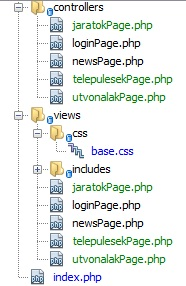 controllers
jaratokPage.php
loginPage.php
newsPage.php
telepulesekPage.php
utvonalakPage.php
views
css
base.css
includes
jaratokPage.php
loginPage.php
newsPage.php
telepulesekPage.php
utvonalakPage.php
index.php